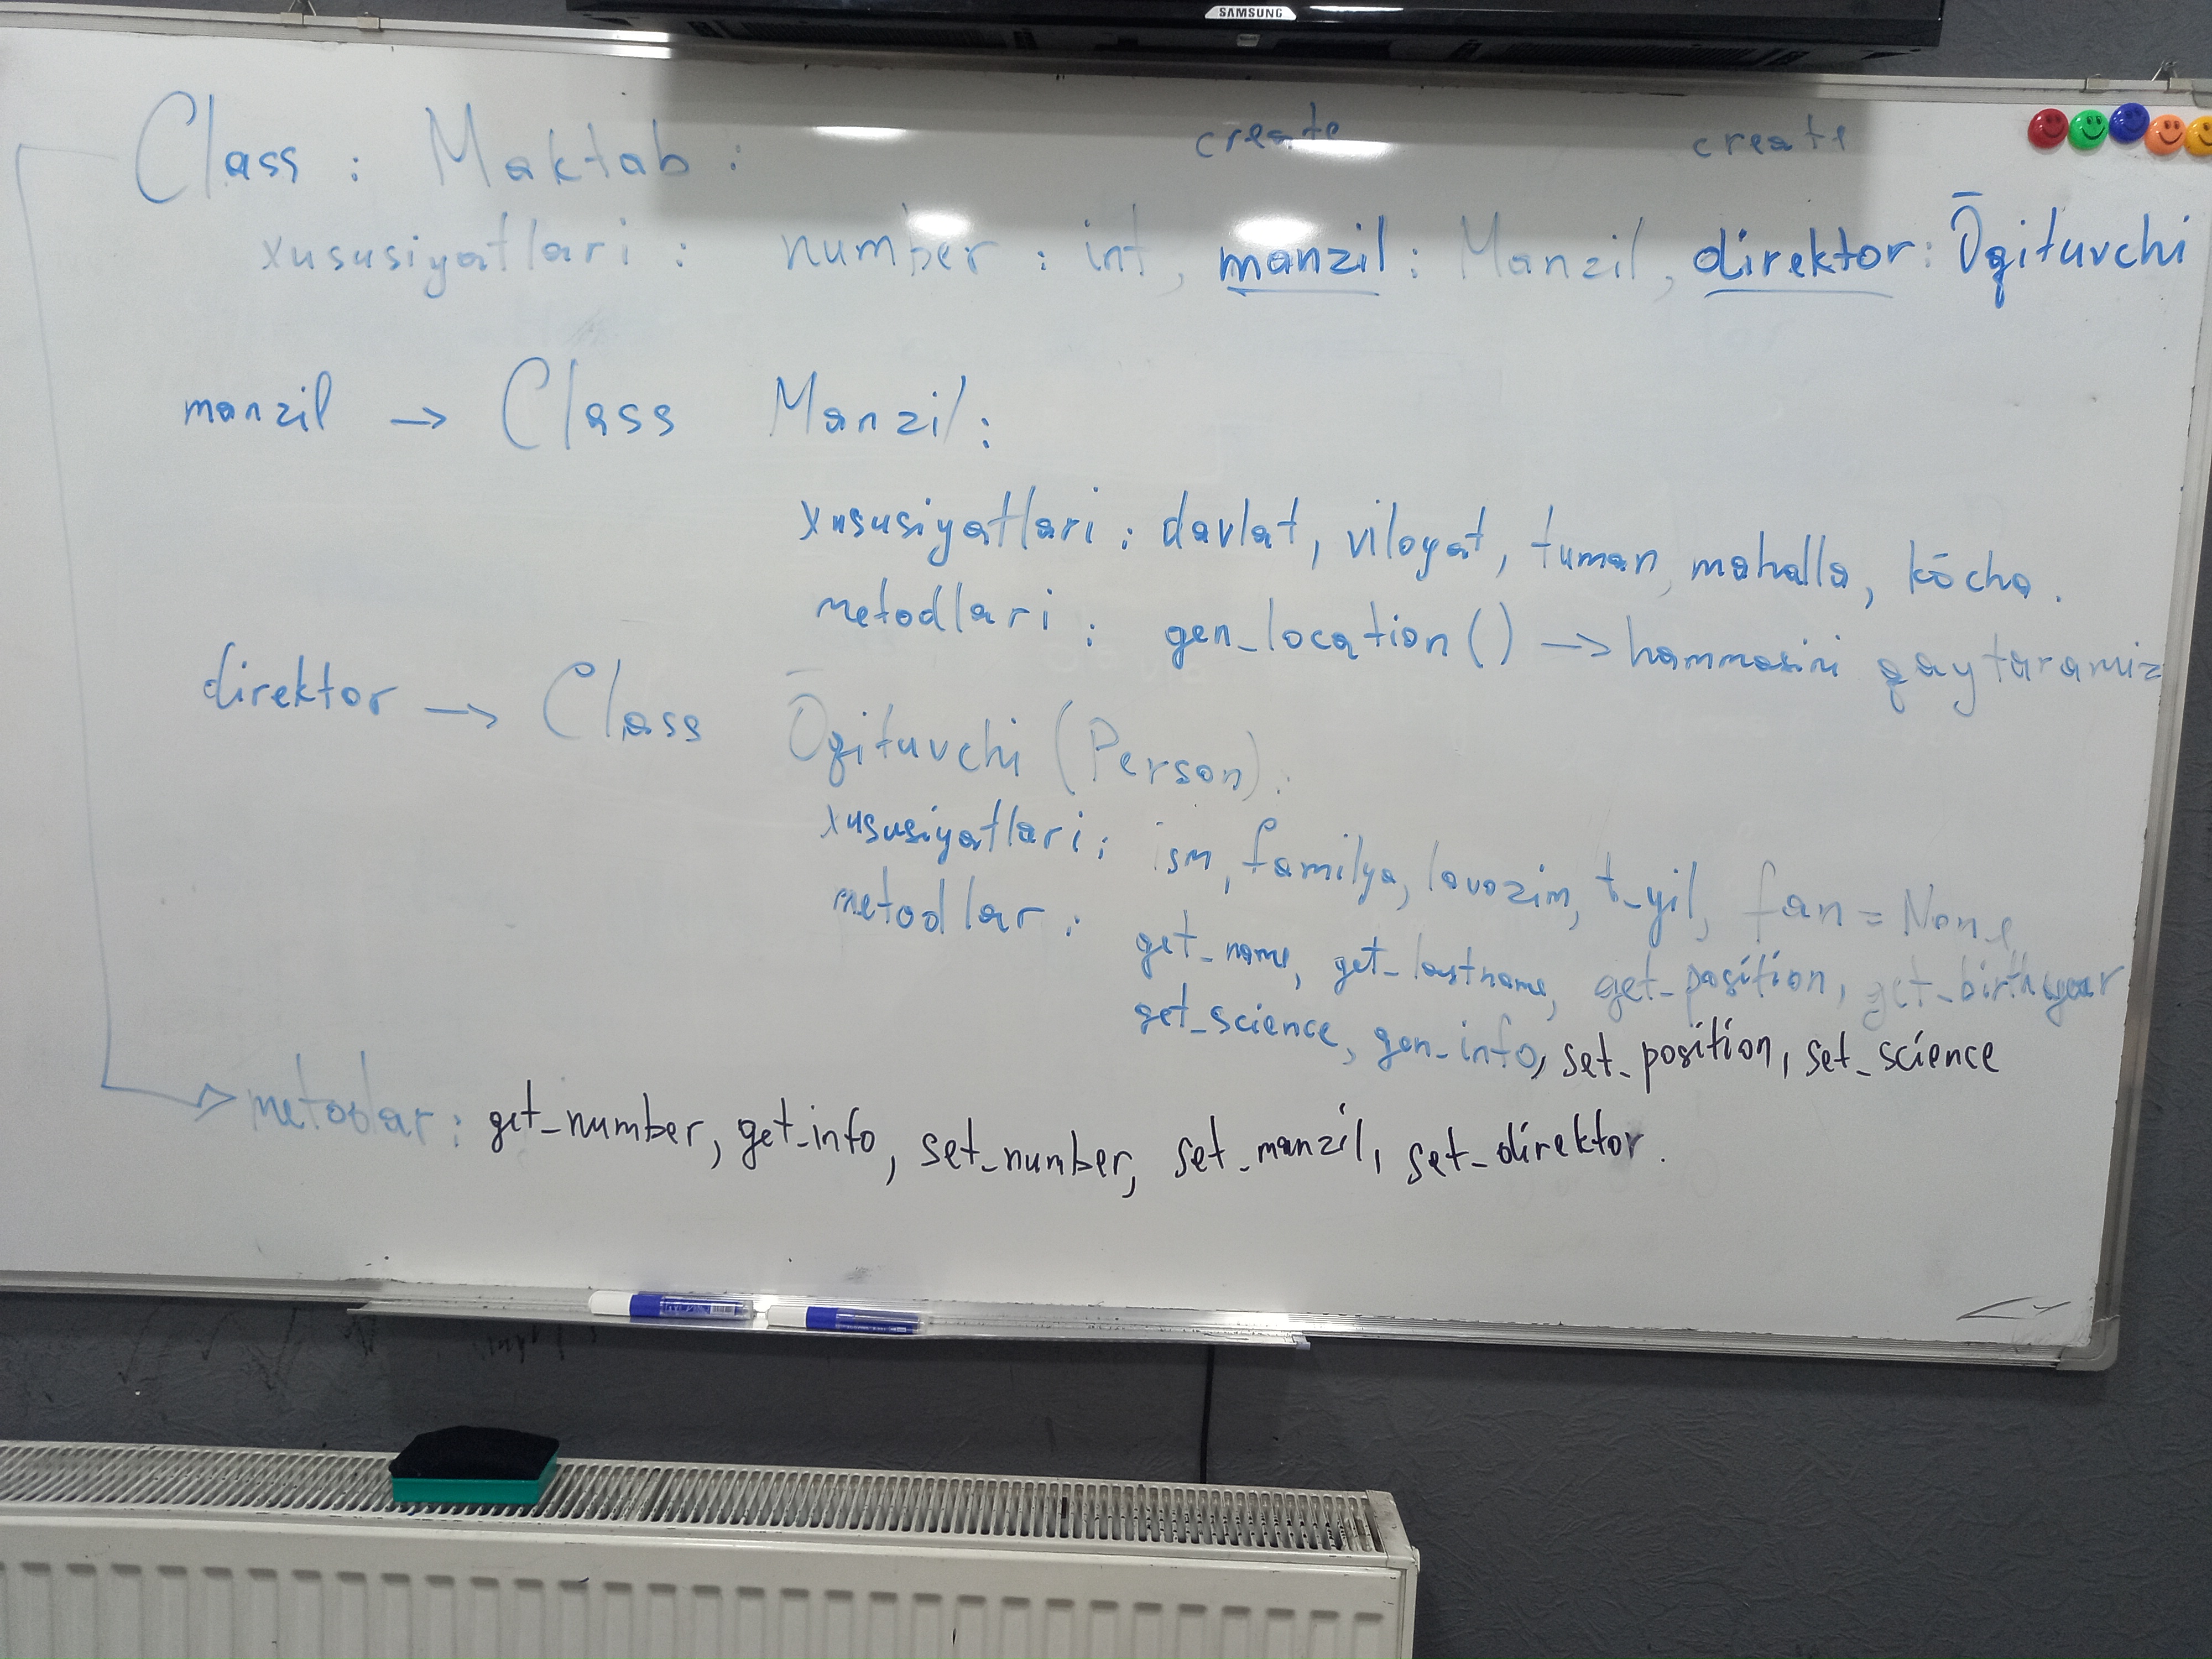 SAMSUNG
create create
Class : Maktab :
xususiyatlari : number : int, manzil : Manzil, direktor : Ōqituvchi
manzil → Class Manzil :
xususiyatlari : davlat, viloyat, tuman, mahalla, kōcha.
metodlari : gen_location() → hammasini qaytaramiz
direktor → Class Ōqituvchi (Person) :
xususiyatlari : ism, familya, lavozim, t_yil, fan = None
metodlar : get_name, get_lastname, get_position, get_birthyear
get_science, gen_info, set_position, set_science
metodlar : get_number, get_info, set_number, set_manzil, set_direktor.